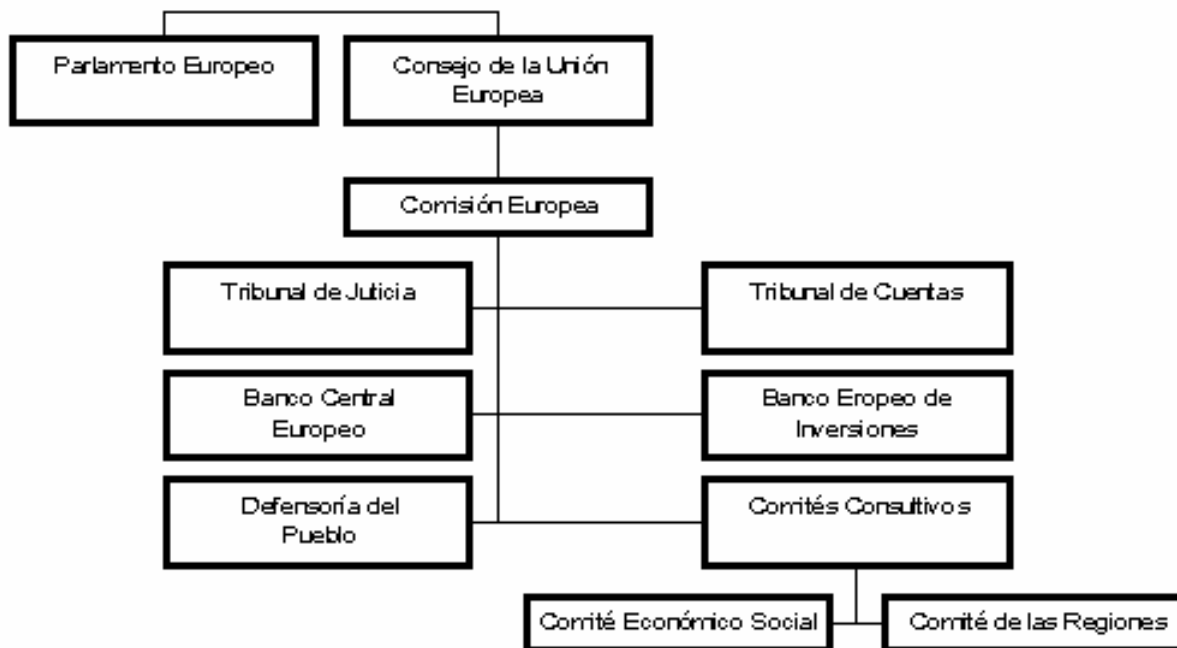 Parlamento Europeo
Consejo de la Unión
Europea
Comisión Europea
Tribunal de Juticia
Tribunal de Cuentas
Banco Central
Europeo
Banco Eropeo de
Inversiones
Defensoría del
Pueblo
Comités Consultivos
Comité Económico Social
Comité de las Regiones